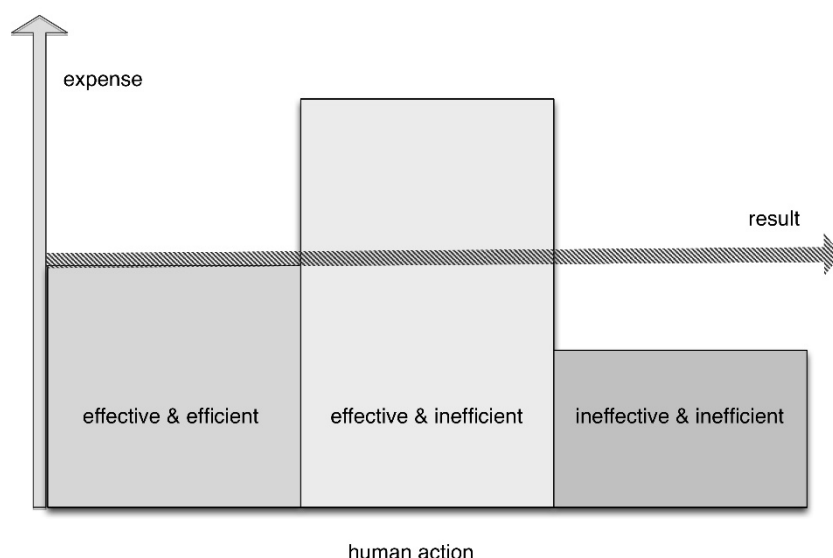 expense
result
effective & efficient
effective & inefficient
ineffective & inefficient
human action